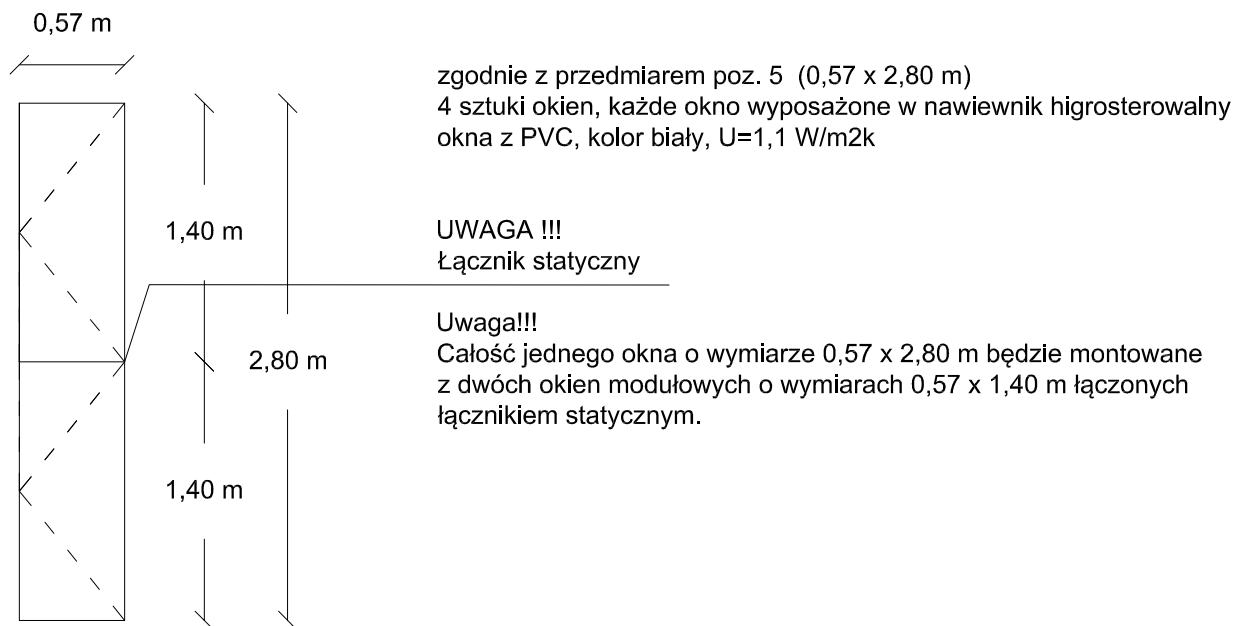 0,57 m
zgodnie z przedmiarem poz. 5 (0,57 x 2,80 m)
4 sztuki okien, każde okno wyposażone w nawiewnik higrosterowalny
okna z PVC, kolor biały, U=1,1 W/m2k
1,40 m
UWAGA !!!
Łącznik statyczny
2,80 m
Uwaga!!!
Całość jednego okna o wymiarze 0,57 x 2,80 m będzie montowane
z dwóch okien modułowych o wymiarach 0,57 x 1,40 m łączonych
łącznikiem statycznym.
1,40 m